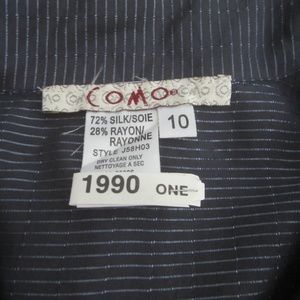 COMO
72% SILK/SOIE
28% RAYON/
RAYONNE
10
STYLE J58H03
DRY CLEAN ONLY
NETTOYAGE A SEC
1990 ONE